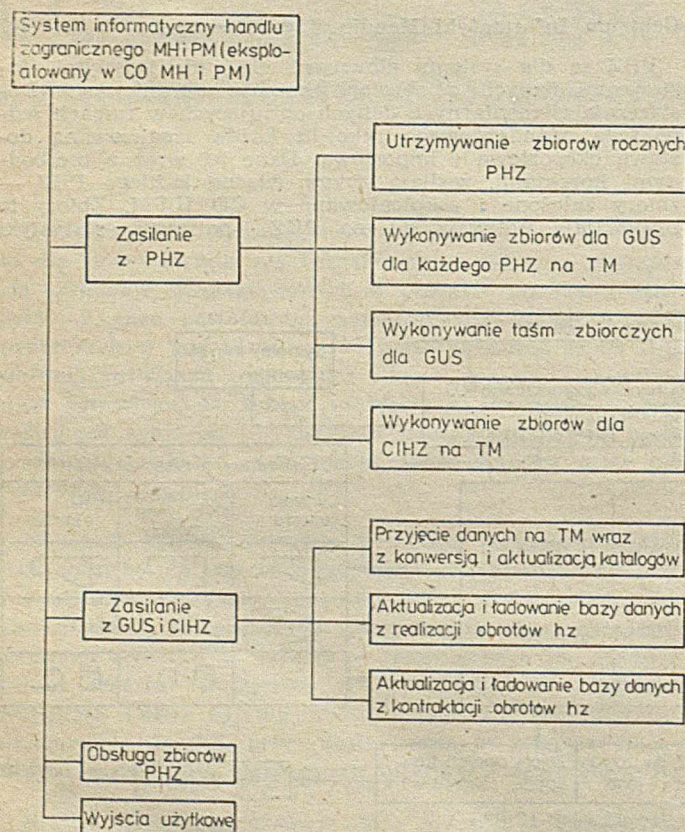 System informatyczny handlu
zagranicznego MHiPM (eksplo-
atowany w CO MH i PM)
Utrzymywanie zbiorów rocznych
PHZ
Zasilanie
z PHZ
Wykonywanie zbiorów dla GUS
dla każdego PHZ na TM
Wykonywanie taśm zbiorczych
dla GUS
Wykonywanie zbiorów dla
CIHZ na TM
Przyjęcie danych na TM wraz
z konwersją i aktualizacją katalogów
Zasilanie
z GUS i CIHZ
Aktualizacja i ładowanie bazy danych
z realizacji obrotów hz
Aktualizacja i ładowanie bazy danych
z kontraktacji obrotów hz
Obsługa zbiorów
PHZ
Wyjścia użytkowe